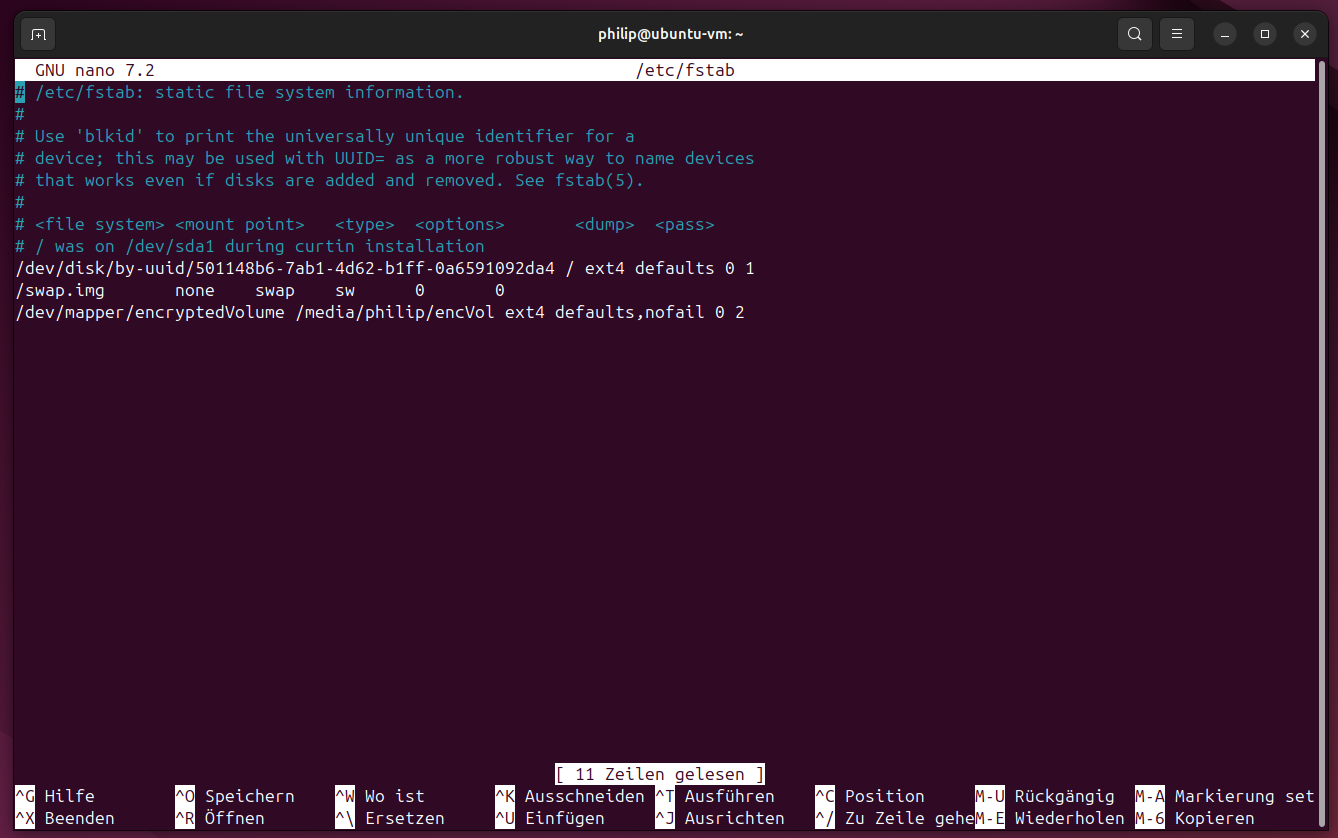 philip@ubuntu-vm: ~
GNU nano 7.2 /etc/fstab
# /etc/fstab: static file system information.
#
# Use 'blkid' to print the universally unique identifier for a
# device; this may be used with UUID= as a more robust way to name devices
# that works even if disks are added and removed. See fstab(5).
#
# <file system> <mount point>   <type>  <options>       <dump>  <pass>
# / was on /dev/sda1 during curtin installation
/dev/disk/by-uuid/501148b6-7ab1-4d62-b1ff-0a6591092da4 / ext4 defaults 0 1
/swap.img       none    swap    sw      0       0
/dev/mapper/encryptedVolume /media/philip/encVol ext4 defaults,nofail 0 2
[ 11 Zeilen gelesen ]
^G Hilfe ^O Speichern ^W Wo ist ^K Ausschneiden ^T Ausführen ^C Position M-U Rückgängig M-A Markierung set
^X Beenden ^R Öffnen ^\ Ersetzen ^U Einfügen ^J Ausrichten ^/ Zu Zeile gehe M-E Wiederholen M-6 Kopieren